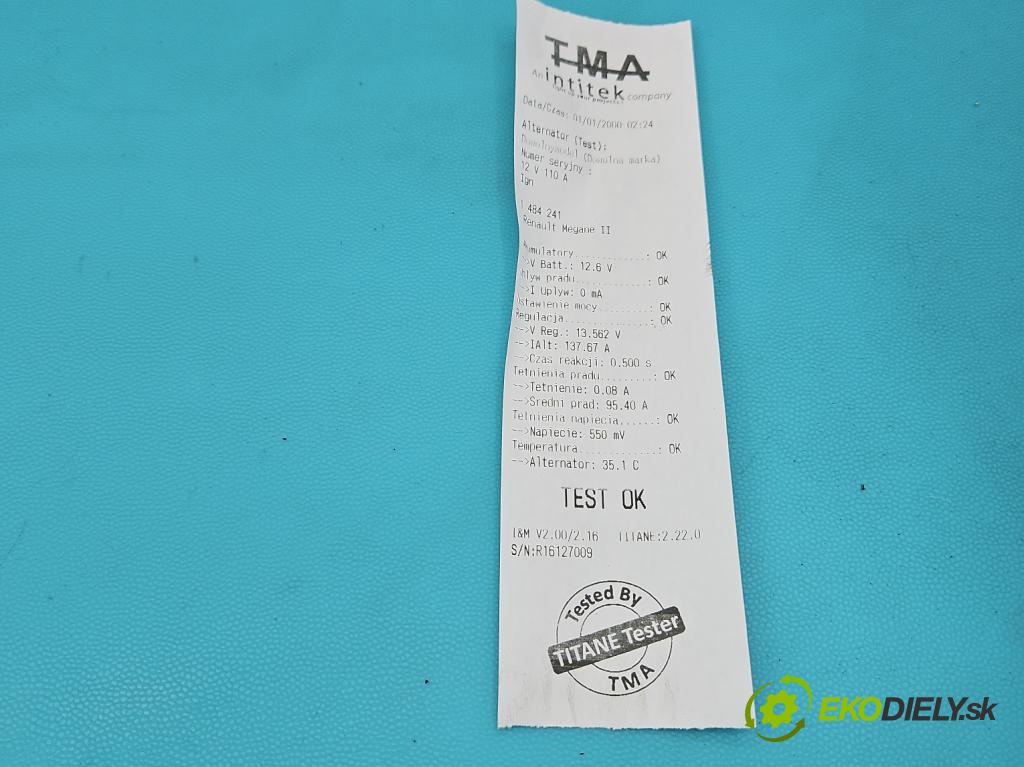 TMA
An intitek company
Data/Czas: 01/01/2000 02:24
Alternator (Test):
Domulnymodel (Domulna marka)
Numer seryjny :
12 V 110 A
Ign
1 484 241
Renault Megane II
Akumulatory............: OK
-->V Batt.: 12.6 V
Uplyw pradu............: OK
-->I Uplyw: 0 mA
Ustawienie mocy.........: OK
Regulacja..............: OK
-->V Reg.: 13.562 V
-->IAlt: 137.67 A
-->Czas reakcji: 0.500 s
Tetnienia pradu.........: OK
-->Tetnienie: 0.08 A
-->Sredni prad: 95.40 A
Tetnienia napiecia......: OK
-->Napiecie: 550 mV
Temperatura.............: OK
-->Alternator: 35.1 C
TEST OK
I&M V2.00/2.16 TITANE:2.22.0
S/N:R16127009
Tested By
TITANE Tester
TMA
EKODIELY.sk